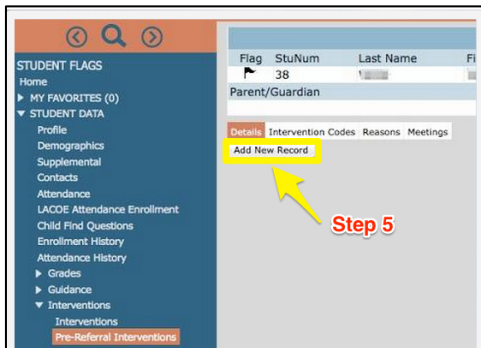 STUDENT FLAGS
Home
MY FAVORITES (0)
STUDENT DATA
Profile
Demographics
Supplemental
Contacts
Attendance
LACOE Attendance Enrollment
Child Find Questions
Enrollment History
Attendance History
Grades
Guidance
Interventions
Interventions
Pre-Referral Interventions
Flag StuNum Last Name Fi
38
Parent/Guardian
Details Intervention Codes Reasons Meetings
Add New Record
Step 5